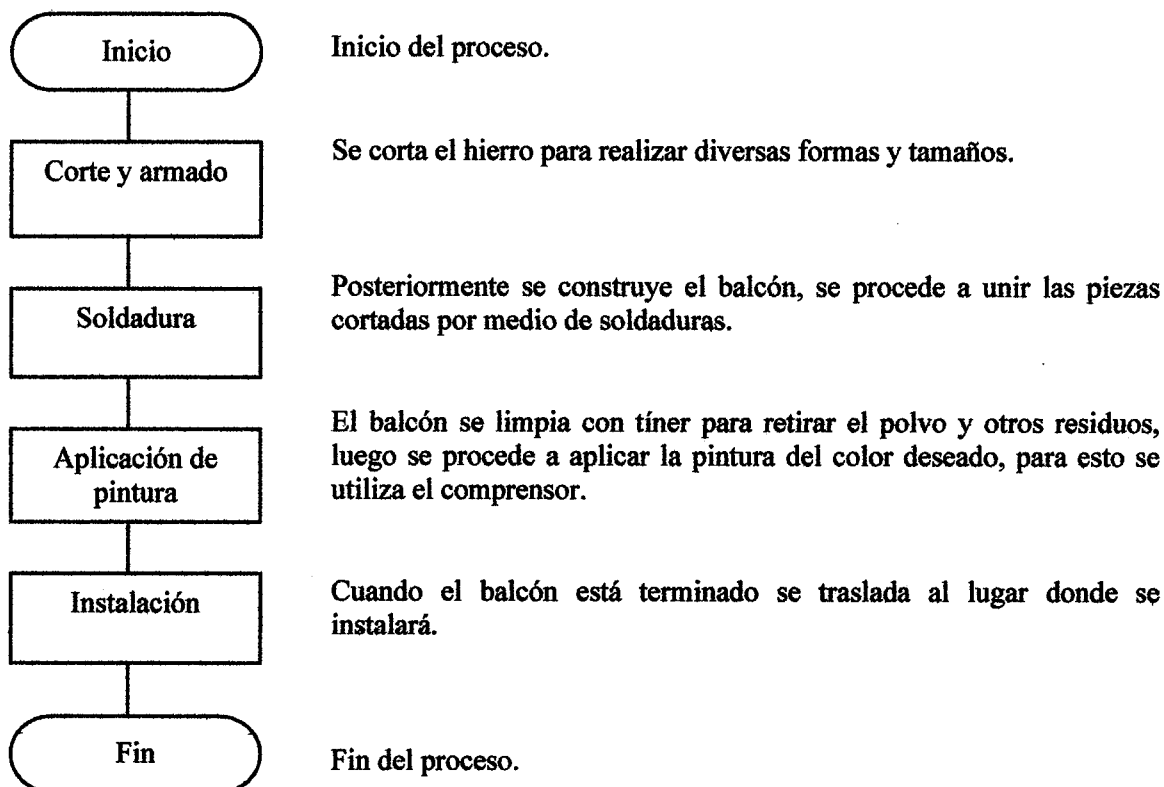 Inicio
Inicio del proceso.
Corte y armado
Se corta el hierro para realizar diversas formas y tamaños.
Soldadura
Posteriormente se construye el balcón, se procede a unir las piezas
cortadas por medio de soldaduras.
Aplicación de
pintura
El balcón se limpia con tíner para retirar el polvo y otros residuos,
luego se procede a aplicar la pintura del color deseado, para esto se
utiliza el comprensor.
Instalación
Cuando el balcón está terminado se traslada al lugar donde se
instalará.
Fin
Fin del proceso.